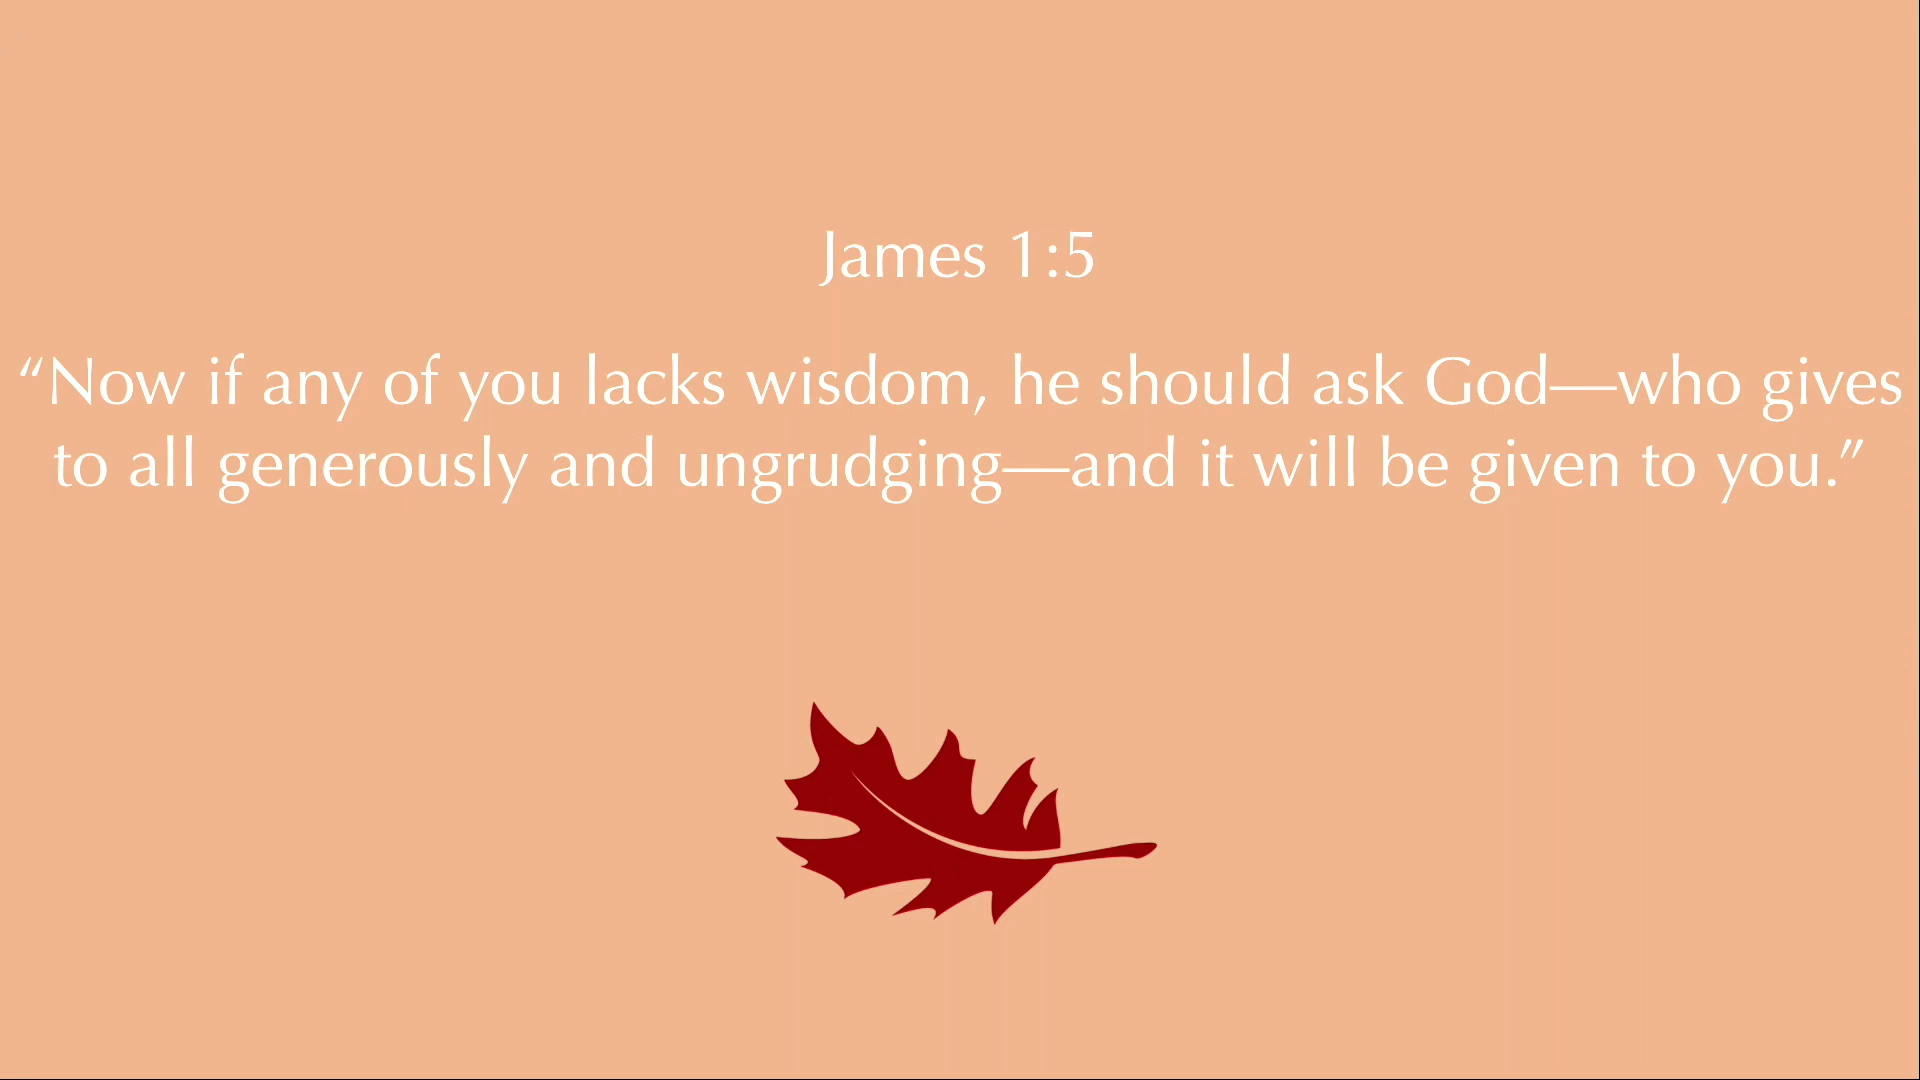 James 1:5
“Now if any of you lacks wisdom, he should ask God—who gives
to all generously and ungrudging—and it will be given to you.”